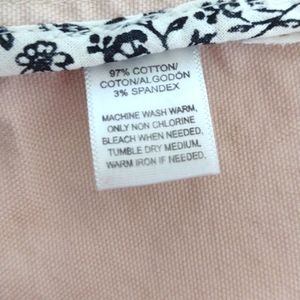 97% COTTON/
COTON/ALGODÓN
3% SPANDEX
MACHINE WASH WARM,
ONLY NON CHLORINE
BLEACH WHEN NEEDED,
TUMBLE DRY MEDIUM,
WARM IRON IF NEEDED.